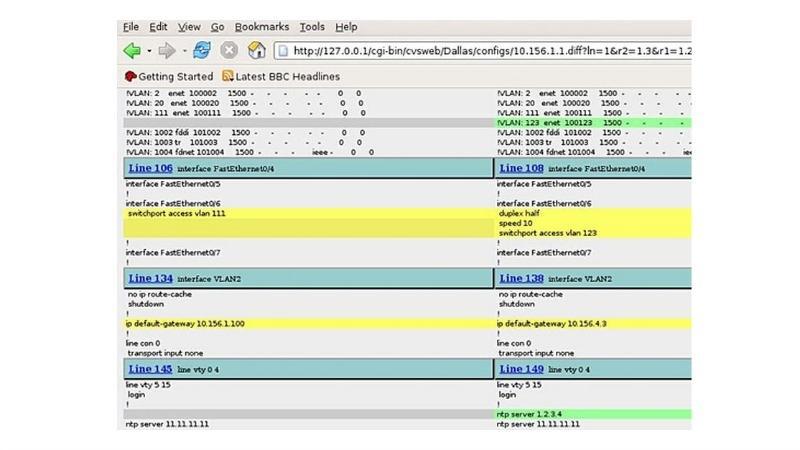 File Edit View Go Bookmarks Tools Help
http://127.0.0.1/cgi-bin/cvsweb/Dallas/configs/10.156.1.1.diff?ln=1&r2=1.3&r1=1.2
Getting Started Latest BBC Headlines
!VLAN: 2 enet 100002 1500 - - - - - 0 0
!VLAN: 20 enet 100020 1500 - - - - - 0 0
!VLAN: 111 enet 100111 1500 - - - - - 0 0
!VLAN: 1002 fddi 101002 1500 - - - - - 0 0
!VLAN: 1003 tr 101003 1500 - - - - - 0 0
!VLAN: 1004 fdnet 101004 1500 - - - ieee - 0 0
Line 106 interface FastEthernet0/4
interface FastEthernet0/5
!
interface FastEthernet0/6
switchport access vlan 111
!
interface FastEthernet0/7
!
Line 134 interface VLAN2
no ip route-cache
shutdown
!
ip default-gateway 10.156.1.100
!
line con 0
transport input none
Line 145 line vty 0 4
line vty 5 15
login
!
ntp server 11.11.11.11
!VLAN: 2 enet 100002 1500 - - - -
!VLAN: 20 enet 100020 1500 - - - -
!VLAN: 111 enet 100111 1500 - - - -
!VLAN: 123 enet 100123 1500 - - - -
!VLAN: 1002 fddi 101002 1500 - - - -
!VLAN: 1003 tr 101003 1500 - - - -
!VLAN: 1004 fdnet 101004 1500 - - -
Line 108 interface FastEthernet0/4
interface FastEthernet0/5
!
interface FastEthernet0/6
duplex half
speed 10
switchport access vlan 123
!
interface FastEthernet0/7
!
Line 138 interface VLAN2
no ip route-cache
shutdown
!
ip default-gateway 10.156.4.3
!
line con 0
transport input none
Line 149 line vty 0 4
line vty 5 15
login
!
ntp server 1.2.3.4
ntp server 11.11.11.11